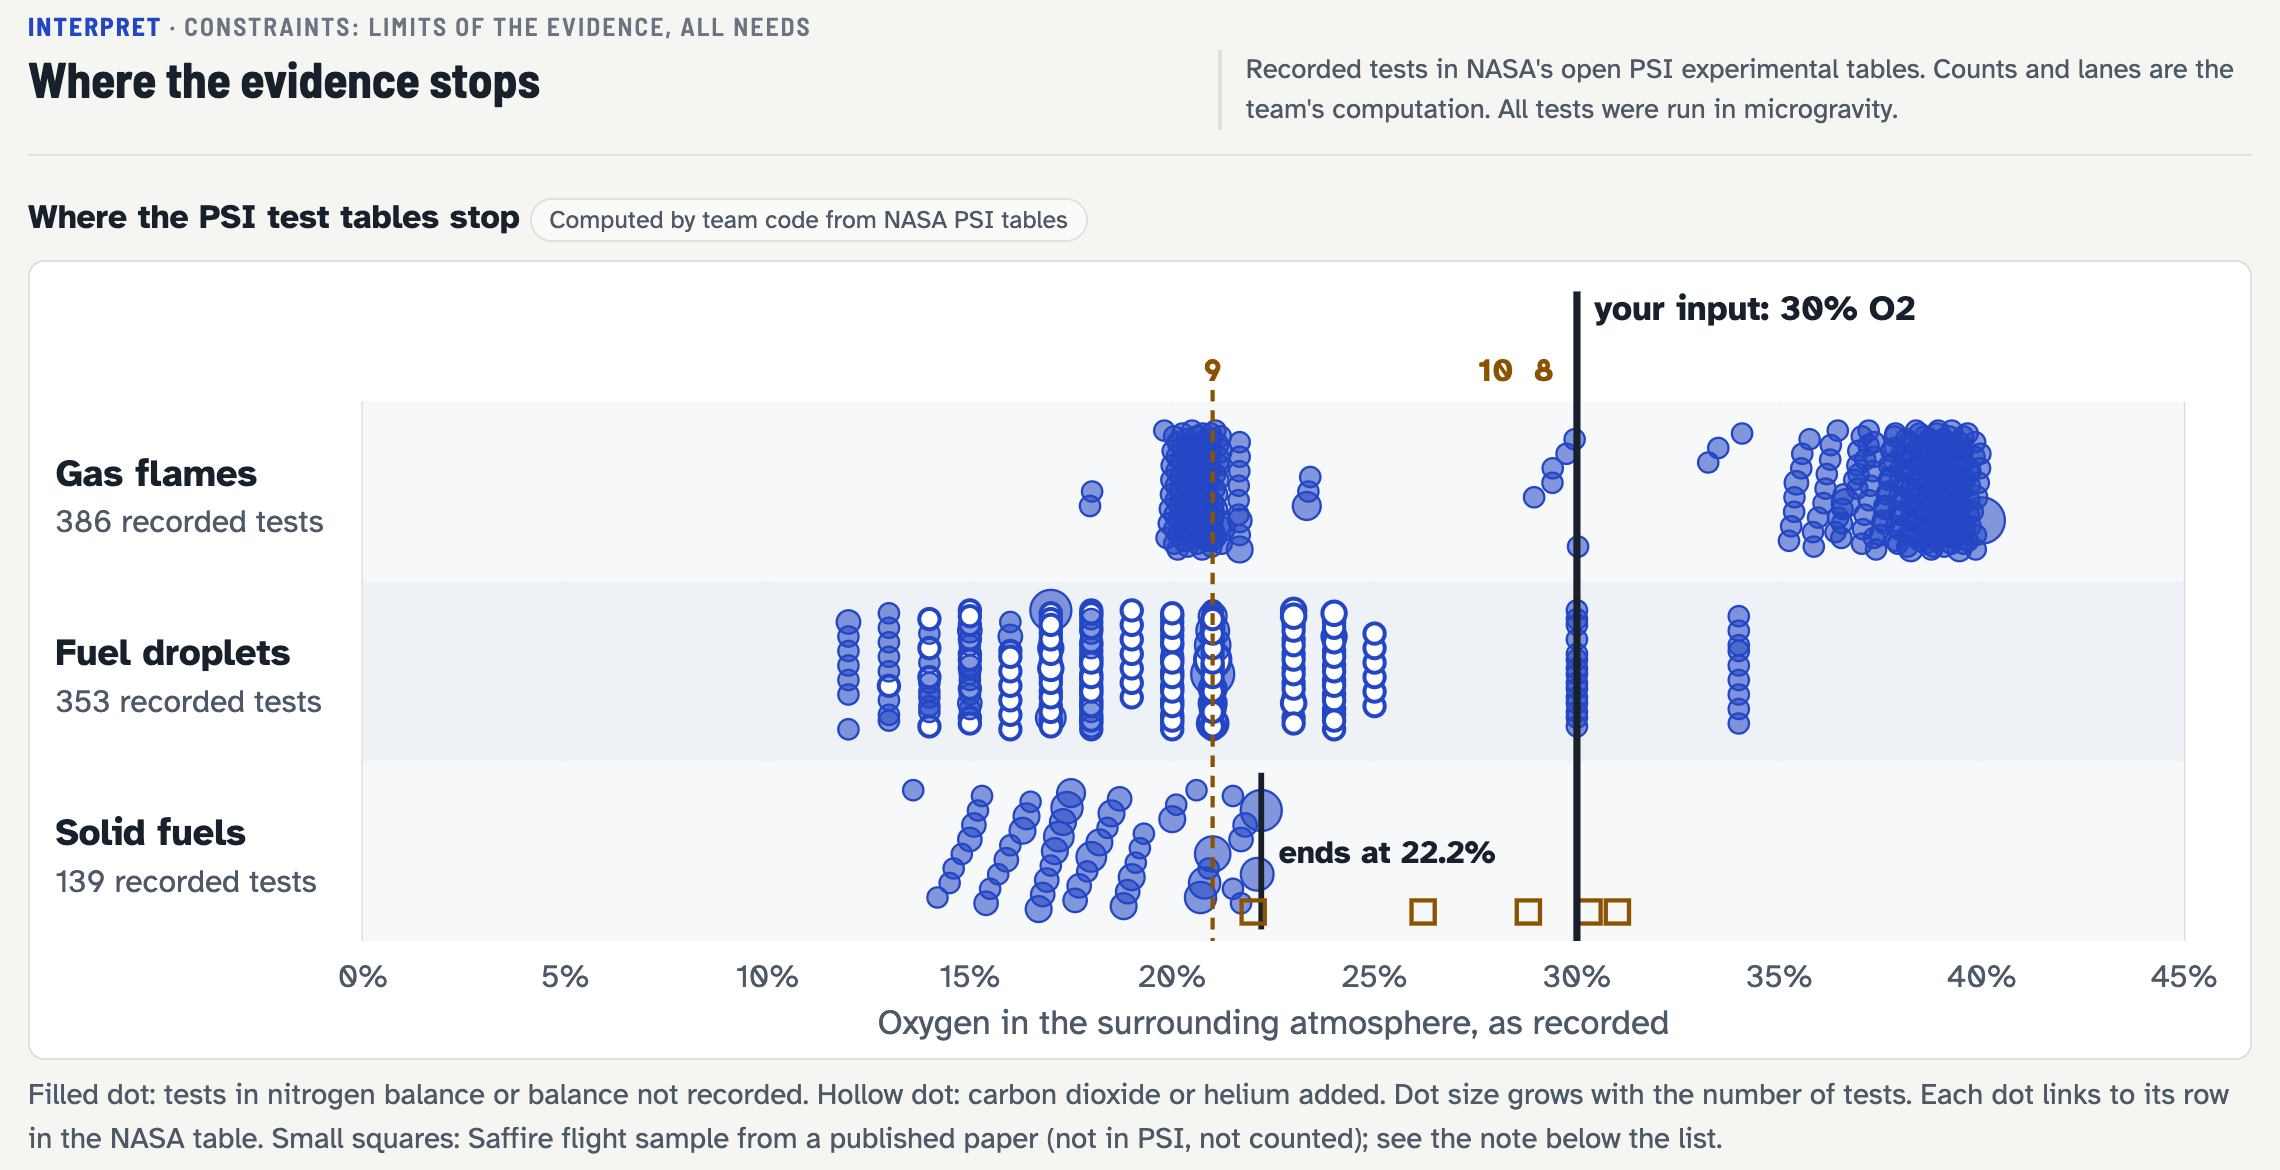 INTERPRET · CONSTRAINTS: LIMITS OF THE EVIDENCE, ALL NEEDS
Where the evidence stops
Recorded tests in NASA's open PSI experimental tables. Counts and lanes are the
team's computation. All tests were run in microgravity.
Where the PSI test tables stop
Computed by team code from NASA PSI tables
your input: 30% O2
9
10
8
Gas flames
386 recorded tests
Fuel droplets
353 recorded tests
Solid fuels
139 recorded tests
ends at 22.2%
0% 5% 10% 15% 20% 25% 30% 35% 40% 45%
Oxygen in the surrounding atmosphere, as recorded
Filled dot: tests in nitrogen balance or balance not recorded. Hollow dot: carbon dioxide or helium added. Dot size grows with the number of tests. Each dot links to its row
in the NASA table. Small squares: Saffire flight sample from a published paper (not in PSI, not counted); see the note below the list.